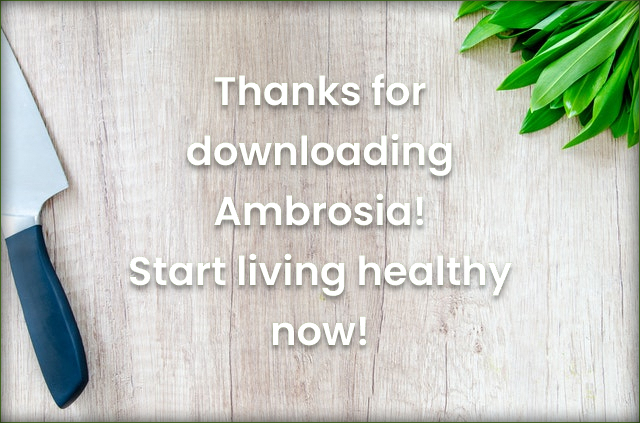 Thanks for
downloading
Ambrosia!
Start living healthy
now!